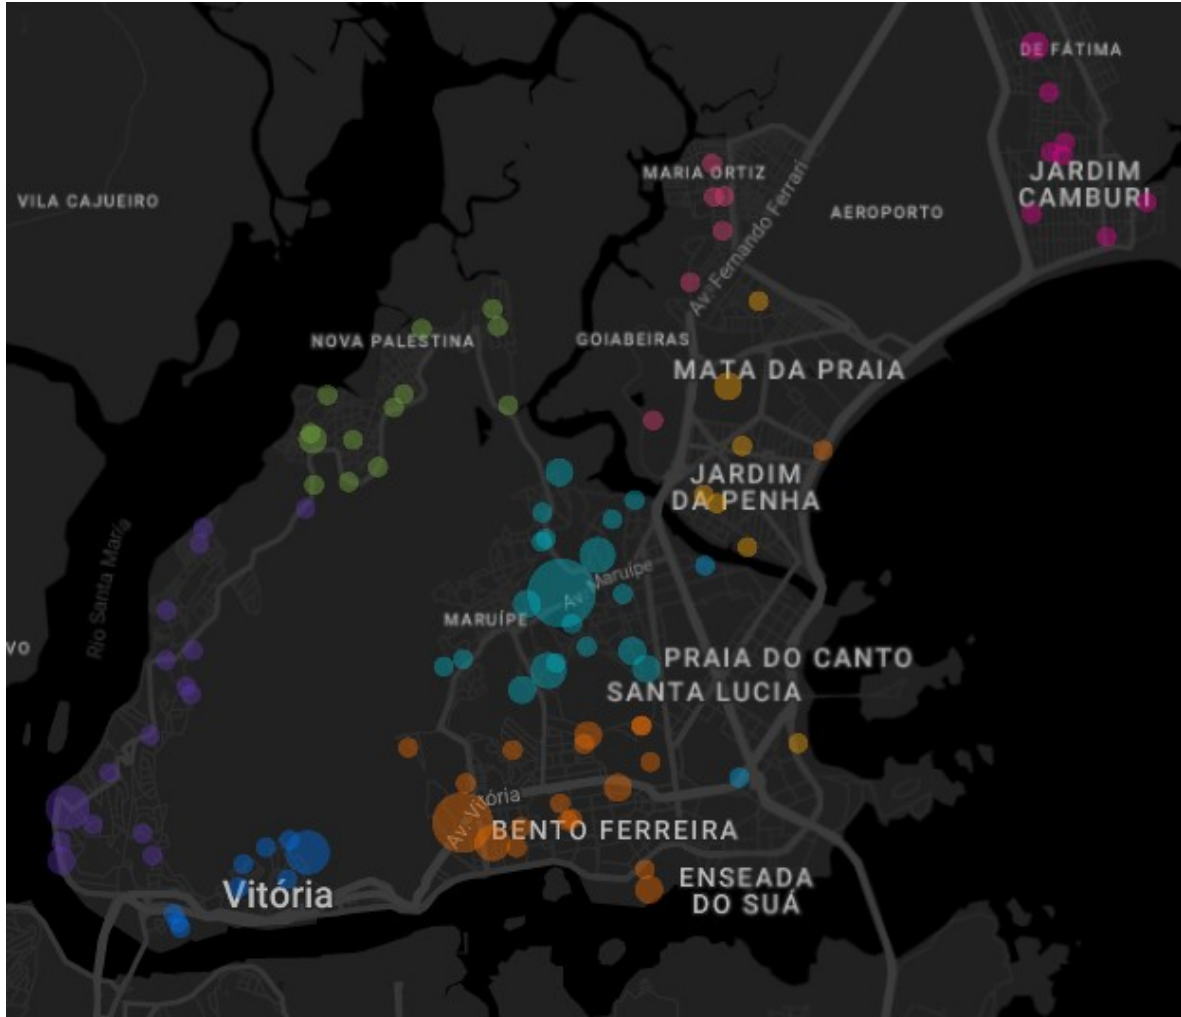 DE FÁTIMA
MARIA ORTIZ
JARDIM
CAMBURI
VILA CAJUEIRO
AEROPORTO
Av. Fernando Ferrari
NOVA PALESTINA
GOIABEIRAS
MATA DA PRAIA
JARDIM
DA PENHA
Rio Santa María
Av. Maruípe
MARUÍPE
VO
PRAIA DO CANTO
SANTA LUCIA
Av. Vitória
BENTO FERREIRA
ENSEADA
DO SUÁ
Vitória